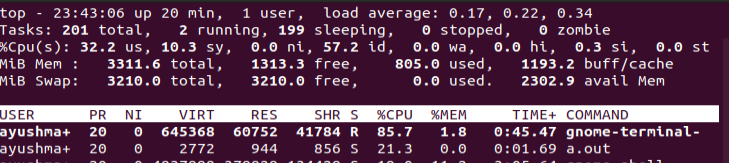 top - 23:43:06 up 20 min,  1 user,  load average: 0.17, 0.22, 0.34
Tasks: 201 total,   2 running, 199 sleeping,   0 stopped,   0 zombie
%Cpu(s): 32.2 us, 10.3 sy,  0.0 ni, 57.2 id,  0.0 wa,  0.0 hi,  0.3 si,  0.0 st
MiB Mem :   3311.6 total,   1313.3 free,    805.0 used,   1193.2 buff/cache
MiB Swap:   3210.0 total,   3210.0 free,      0.0 used.   2302.9 avail Mem
USER      PR  NI    VIRT    RES    SHR S  %CPU  %MEM     TIME+ COMMAND
ayushma+  20   0  645368  60752  41784 R  85.7   1.8   0:45.47 gnome-terminal-
ayushma+  20   0    2772    944    856 S  21.3   0.0   0:01.69 a.out